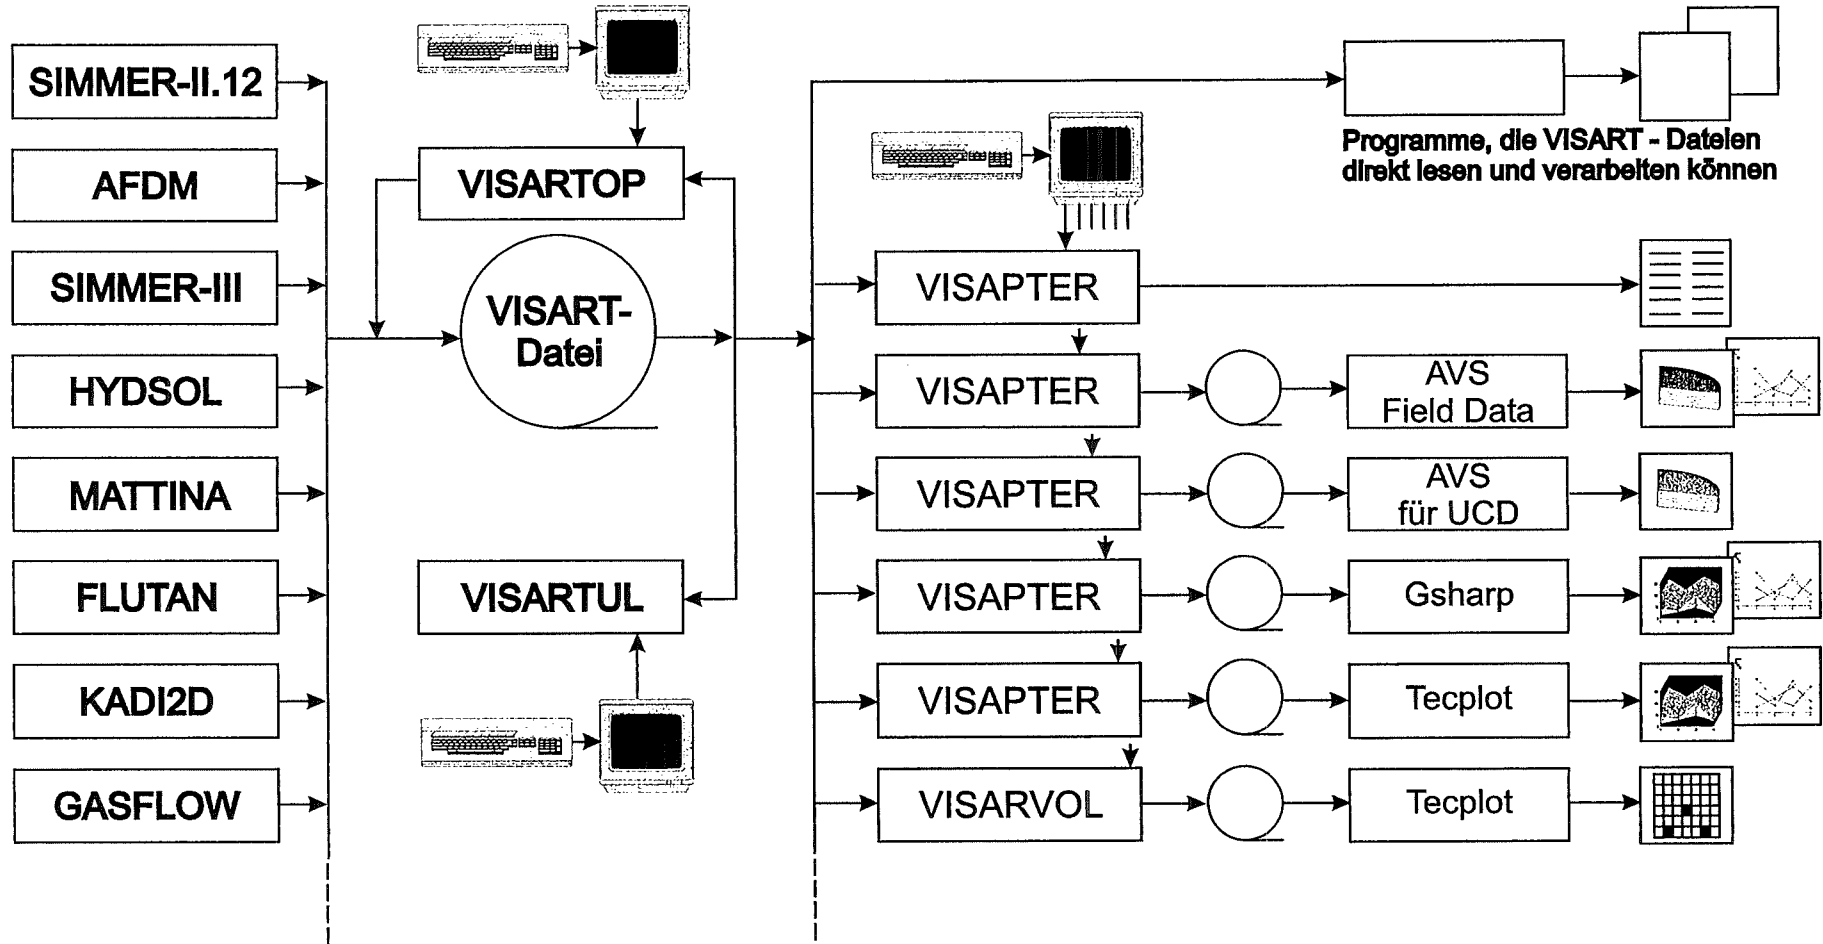 SIMMER-II.12
AFDM
SIMMER-III
HYDSOL
MATTINA
FLUTAN
KADI2D
GASFLOW
VISARTOP
VISART-
Datei
VISARTUL
Programme, die VISART - Dateien
direkt lesen und verarbeiten können
VISAPTER
VISAPTER
AVS
Field Data
VISAPTER
AVS
für UCD
VISAPTER
Gsharp
VISAPTER
Tecplot
VISARVOL
Tecplot